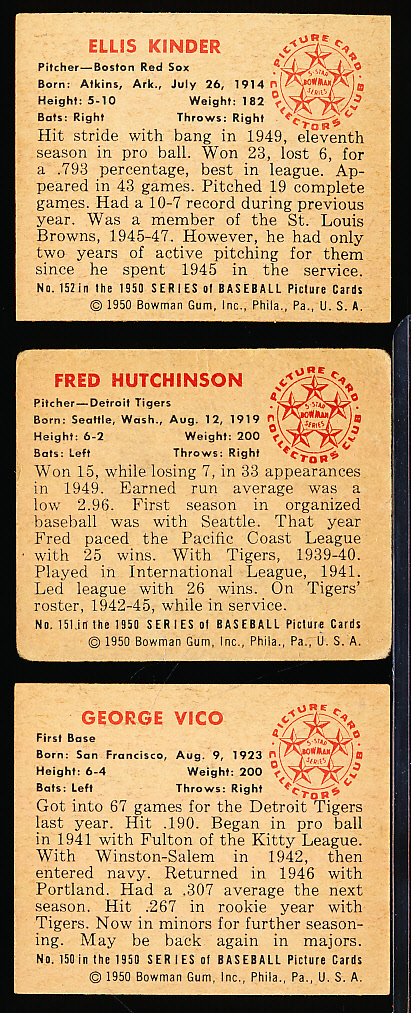 ELLIS KINDER
Pitcher—Boston Red Sox
Born: Atkins, Ark., July 26, 1914
Height: 5-10 Weight: 182
Bats: Right Throws: Right
PICTURE CARD COLLECTORS CLUB
5-STAR
BOWMAN
SERIES
Hit stride with bang in 1949, eleventh
season in pro ball. Won 23, lost 6, for
a .793 percentage, best in league. Ap-
peared in 43 games. Pitched 19 complete
games. Had a 10-7 record during previous
year. Was a member of the St. Louis
Browns, 1945-47. However, he had only
two years of active pitching for them
since he spent 1945 in the service.
No. 152 in the 1950 SERIES of BASEBALL Picture Cards
© 1950 Bowman Gum, Inc., Phila., Pa., U. S. A.
FRED HUTCHINSON
Pitcher—Detroit Tigers
Born: Seattle, Wash., Aug. 12, 1919
Height: 6-2 Weight: 200
Bats: Left Throws: Right
PICTURE CARD COLLECTORS CLUB
5-STAR
BOWMAN
SERIES
Won 15, while losing 7, in 33 appearances
in 1949. Earned run average was a
low 2.96. First season in organized
baseball was with Seattle. That year
Fred paced the Pacific Coast League
with 25 wins. With Tigers, 1939-40.
Played in International League, 1941.
Led league with 26 wins. On Tigers'
roster, 1942-45, while in service.
No. 151 in the 1950 SERIES of BASEBALL Picture Cards
© 1950 Bowman Gum, Inc., Phila., Pa., U. S. A.
GEORGE VICO
First Base
Born: San Francisco, Aug. 9, 1923
Height: 6-4 Weight: 200
Bats: Left Throws: Right
PICTURE CARD COLLECTORS CLUB
5-STAR
BOWMAN
SERIES
Got into 67 games for the Detroit Tigers
last year. Hit .190. Began in pro ball
in 1941 with Fulton of the Kitty League.
With Winston-Salem in 1942, then
entered navy. Returned in 1946 with
Portland. Had a .307 average the next
season. Hit .267 in rookie year with
Tigers. Now in minors for further season-
ing. May be back again in majors.
No. 150 in the 1950 SERIES of BASEBALL Picture Cards
© 1950 Bowman Gum, Inc., Phila., Pa., U. S. A.